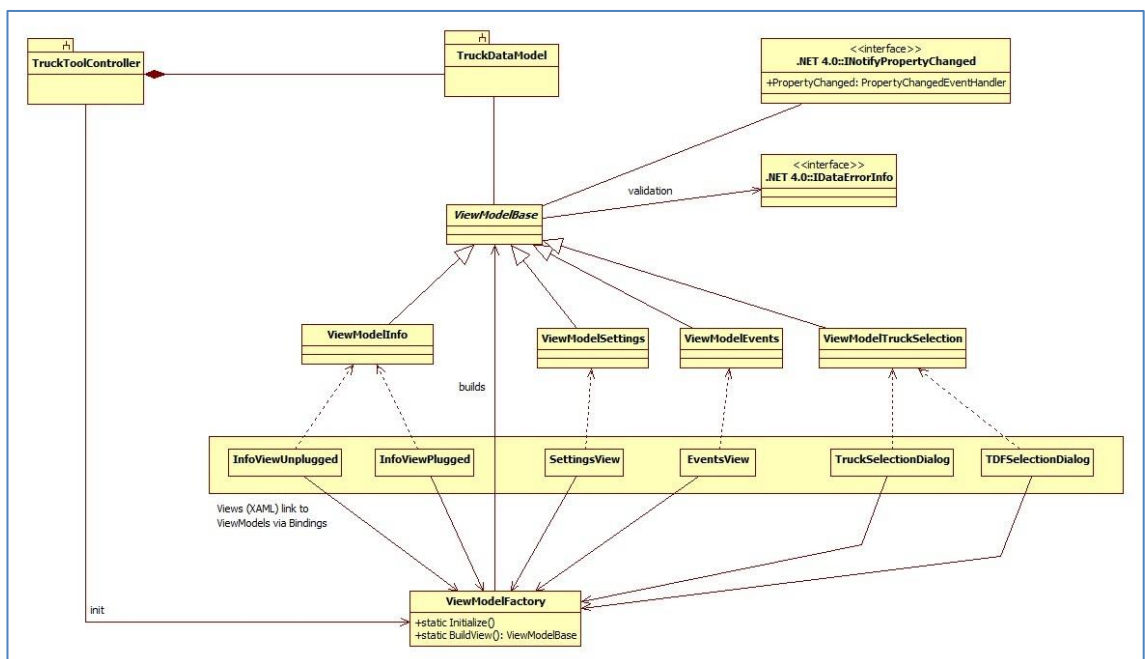 TruckToolController
TruckDataModel
<<interface>>
.NET 4.0::INotifyPropertyChanged
+PropertyChanged: PropertyChangedEventHandler
<<interface>>
.NET 4.0::IDataErrorInfo
validation
ViewModelBase
ViewModelInfo
ViewModelSettings
ViewModelEvents
ViewModelTruckSelection
builds
InfoViewUnplugged
InfoViewPlugged
SettingsView
EventsView
TruckSelectionDialog
TDFSelectionDialog
Views (XAML) link to
ViewModels via Bindings
init
ViewModelFactory
+static Initialize()
+static BuildView(): ViewModelBase